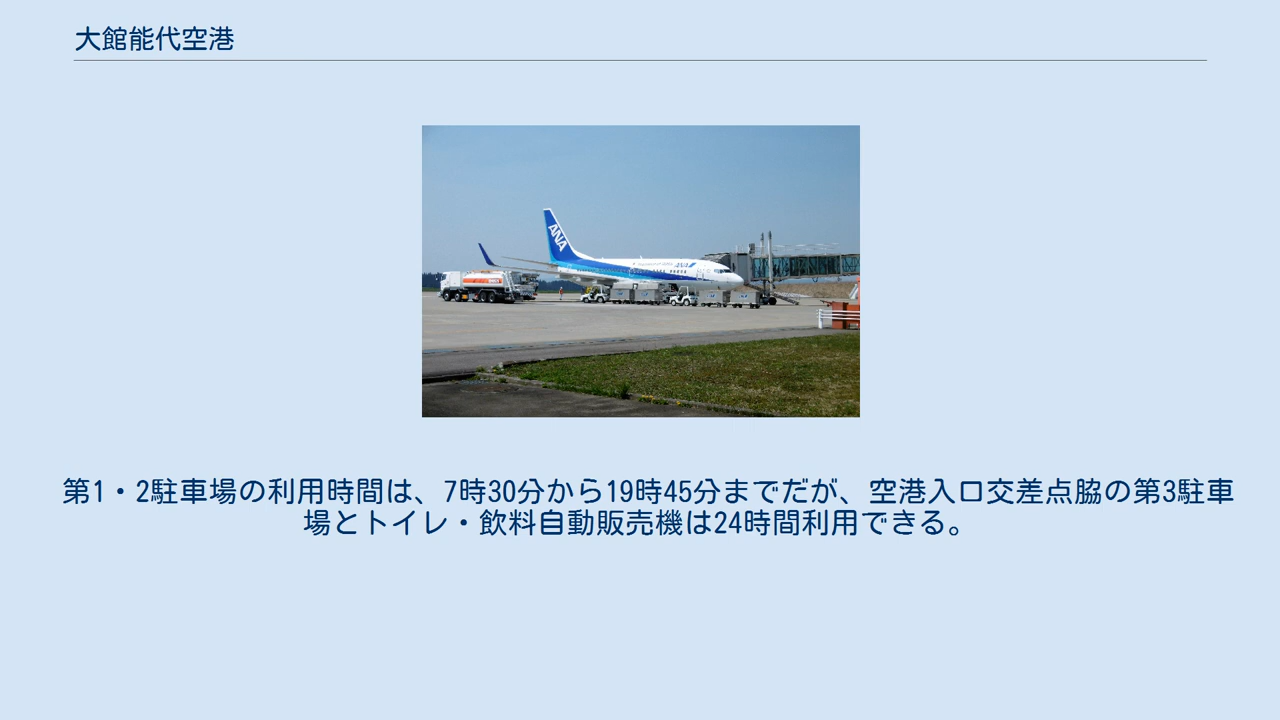 大館能代空港
ANA
ANA
第1・2駐車場の利用時間は、7時30分から19時45分までだが、空港入口交差点脇の第3駐車
場とトイレ・飲料自動販売機は24時間利用できる。